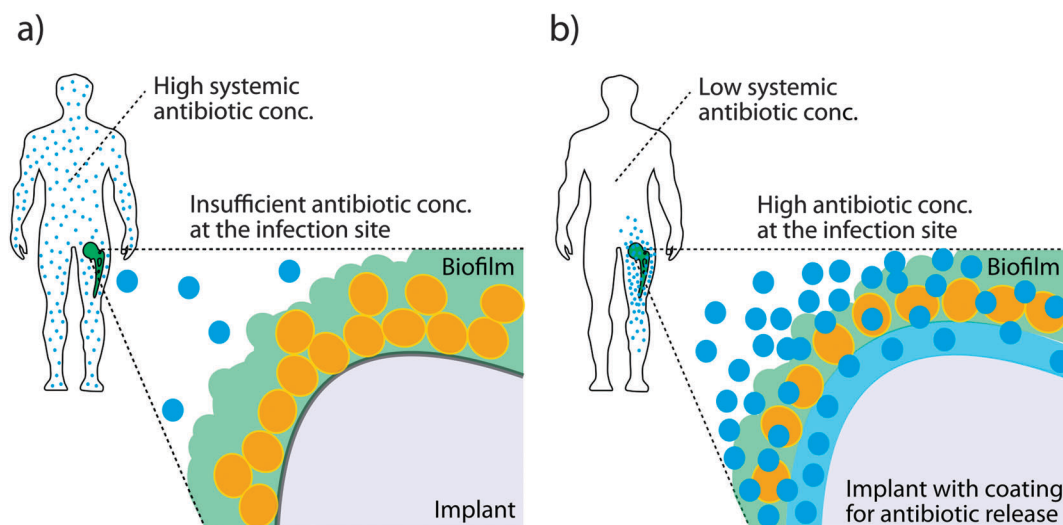 a)
High systemic
antibiotic conc.
Insufficient antibiotic conc.
at the infection site
Biofilm
Implant
b)
Low systemic
antibiotic conc.
High antibiotic conc.
at the infection site
Biofilm
Implant with coating
for antibiotic release